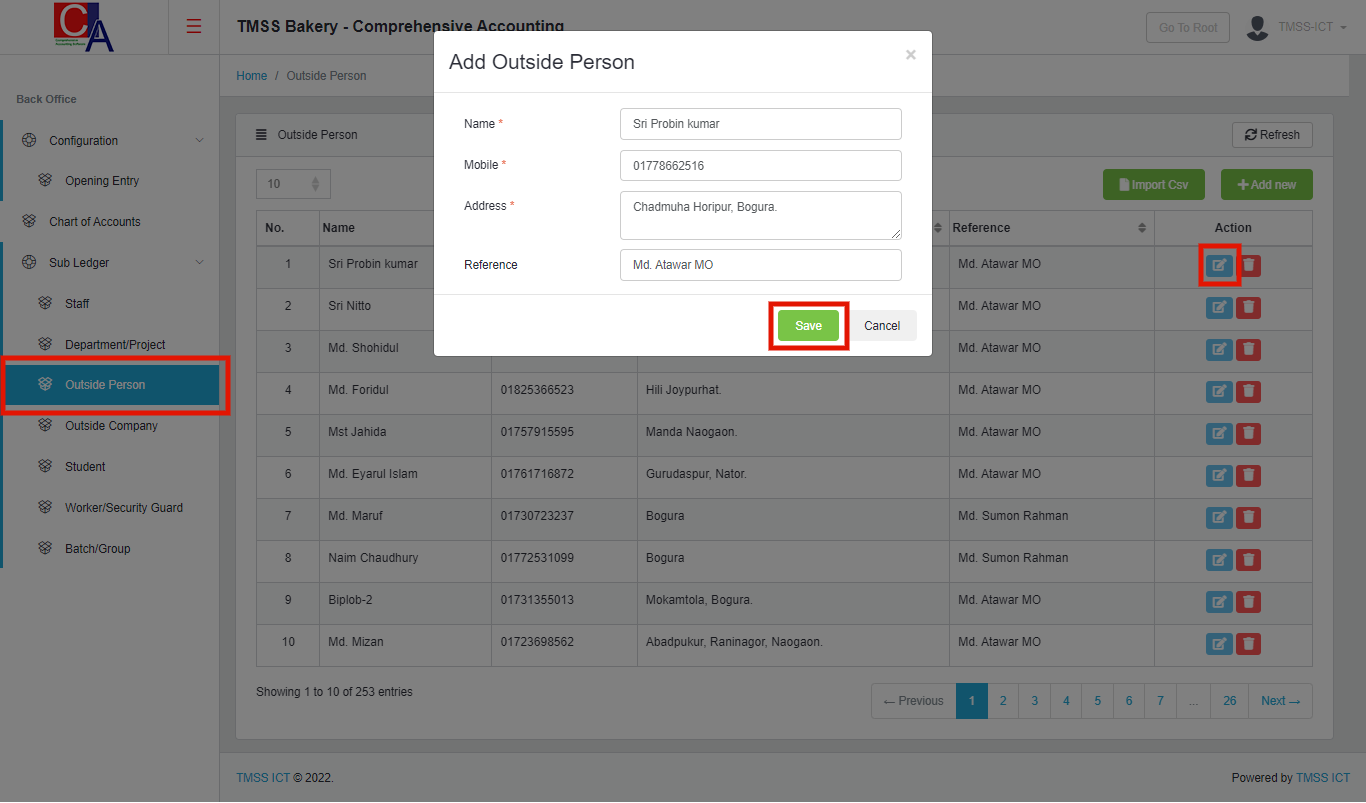 CA
TMSS Bakery - Comprehensive Accounting
Go To Root
TMSS-ICT
Back Office
Configuration
Opening Entry
Chart of Accounts
Sub Ledger
Staff
Department/Project
Outside Person
Outside Company
Student
Worker/Security Guard
Batch/Group
Home / Outside Person
Outside Person
Refresh
10
Import Csv
Add new
Add Outside Person
×
Name * Sri Probin kumar
Mobile * 01778662516
Address * Chadmuha Horipur, Bogura.
Reference Md. Atawar MO
Save Cancel
No. Name Reference Action
1 Sri Probin kumar Md. Atawar MO
2 Sri Nitto Md. Atawar MO
3 Md. Shohidul Md. Atawar MO
4 Md. Foridul 01825366523 Hili Joypurhat. Md. Atawar MO
5 Mst Jahida 01757915595 Manda Naogaon. Md. Atawar MO
6 Md. Eyarul Islam 01761716872 Gurudaspur, Nator. Md. Atawar MO
7 Md. Maruf 01730723237 Bogura Md. Sumon Rahman
8 Naim Chaudhury 01772531099 Bogura Md. Sumon Rahman
9 Biplob-2 01731355013 Mokamtola, Bogura. Md. Atawar MO
10 Md. Mizan 01723698562 Abadpukur, Raninagor, Naogaon. Md. Atawar MO
Showing 1 to 10 of 253 entries
← Previous 1 2 3 4 5 6 7 ... 26 Next →
TMSS ICT © 2022.
Powered by TMSS ICT